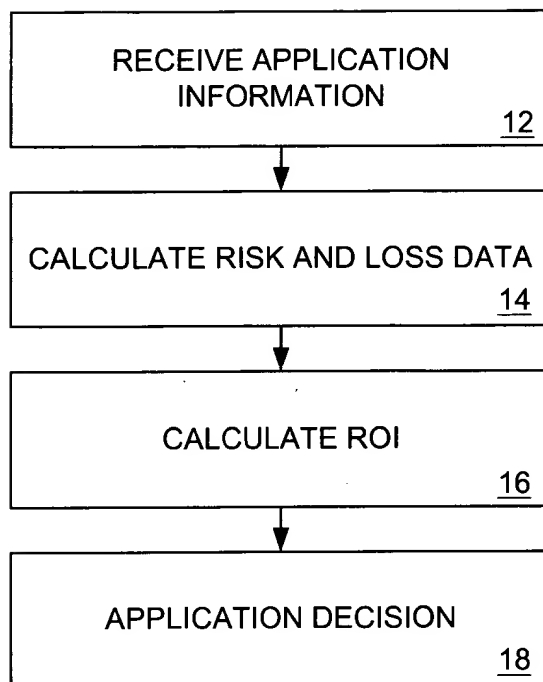 RECEIVE APPLICATION
INFORMATION
12
CALCULATE RISK AND LOSS DATA
14
CALCULATE ROI
16
APPLICATION DECISION
18